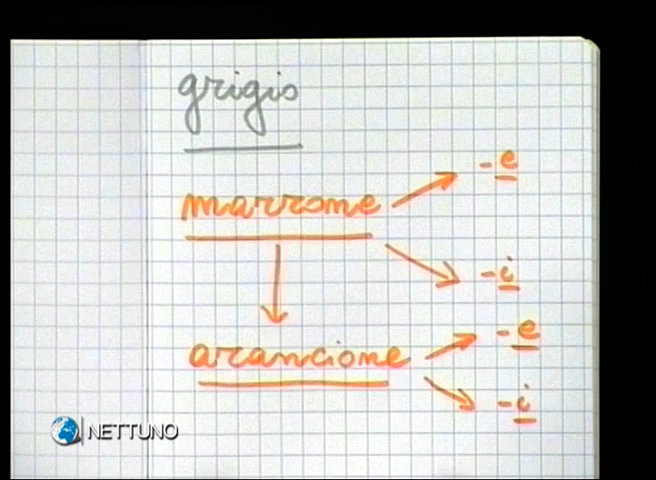 grigio
-e
marrone
-i
-e
arancione
-i
NETTUNO